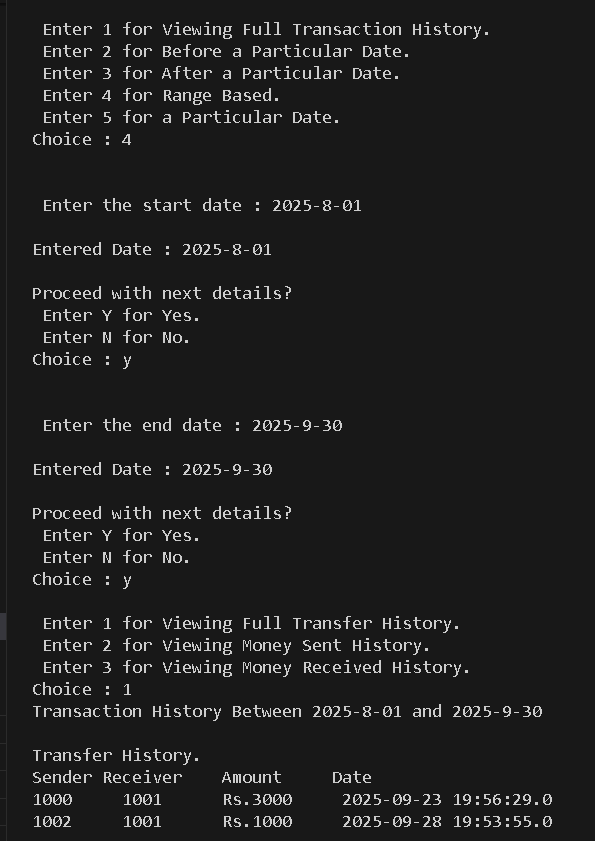 Enter 1 for Viewing Full Transaction History.
Enter 2 for Before a Particular Date.
Enter 3 for After a Particular Date.
Enter 4 for Range Based.
Enter 5 for a Particular Date.
Choice : 4
Enter the start date : 2025-8-01
Entered Date : 2025-8-01
Proceed with next details?
Enter Y for Yes.
Enter N for No.
Choice : y
Enter the end date : 2025-9-30
Entered Date : 2025-9-30
Proceed with next details?
Enter Y for Yes.
Enter N for No.
Choice : y
Enter 1 for Viewing Full Transfer History.
Enter 2 for Viewing Money Sent History.
Enter 3 for Viewing Money Received History.
Choice : 1
Transaction History Between 2025-8-01 and 2025-9-30
Transfer History.
Sender Receiver    Amount     Date
1000     1001      Rs.3000     2025-09-23 19:56:29.0
1002     1001      Rs.1000     2025-09-28 19:53:55.0